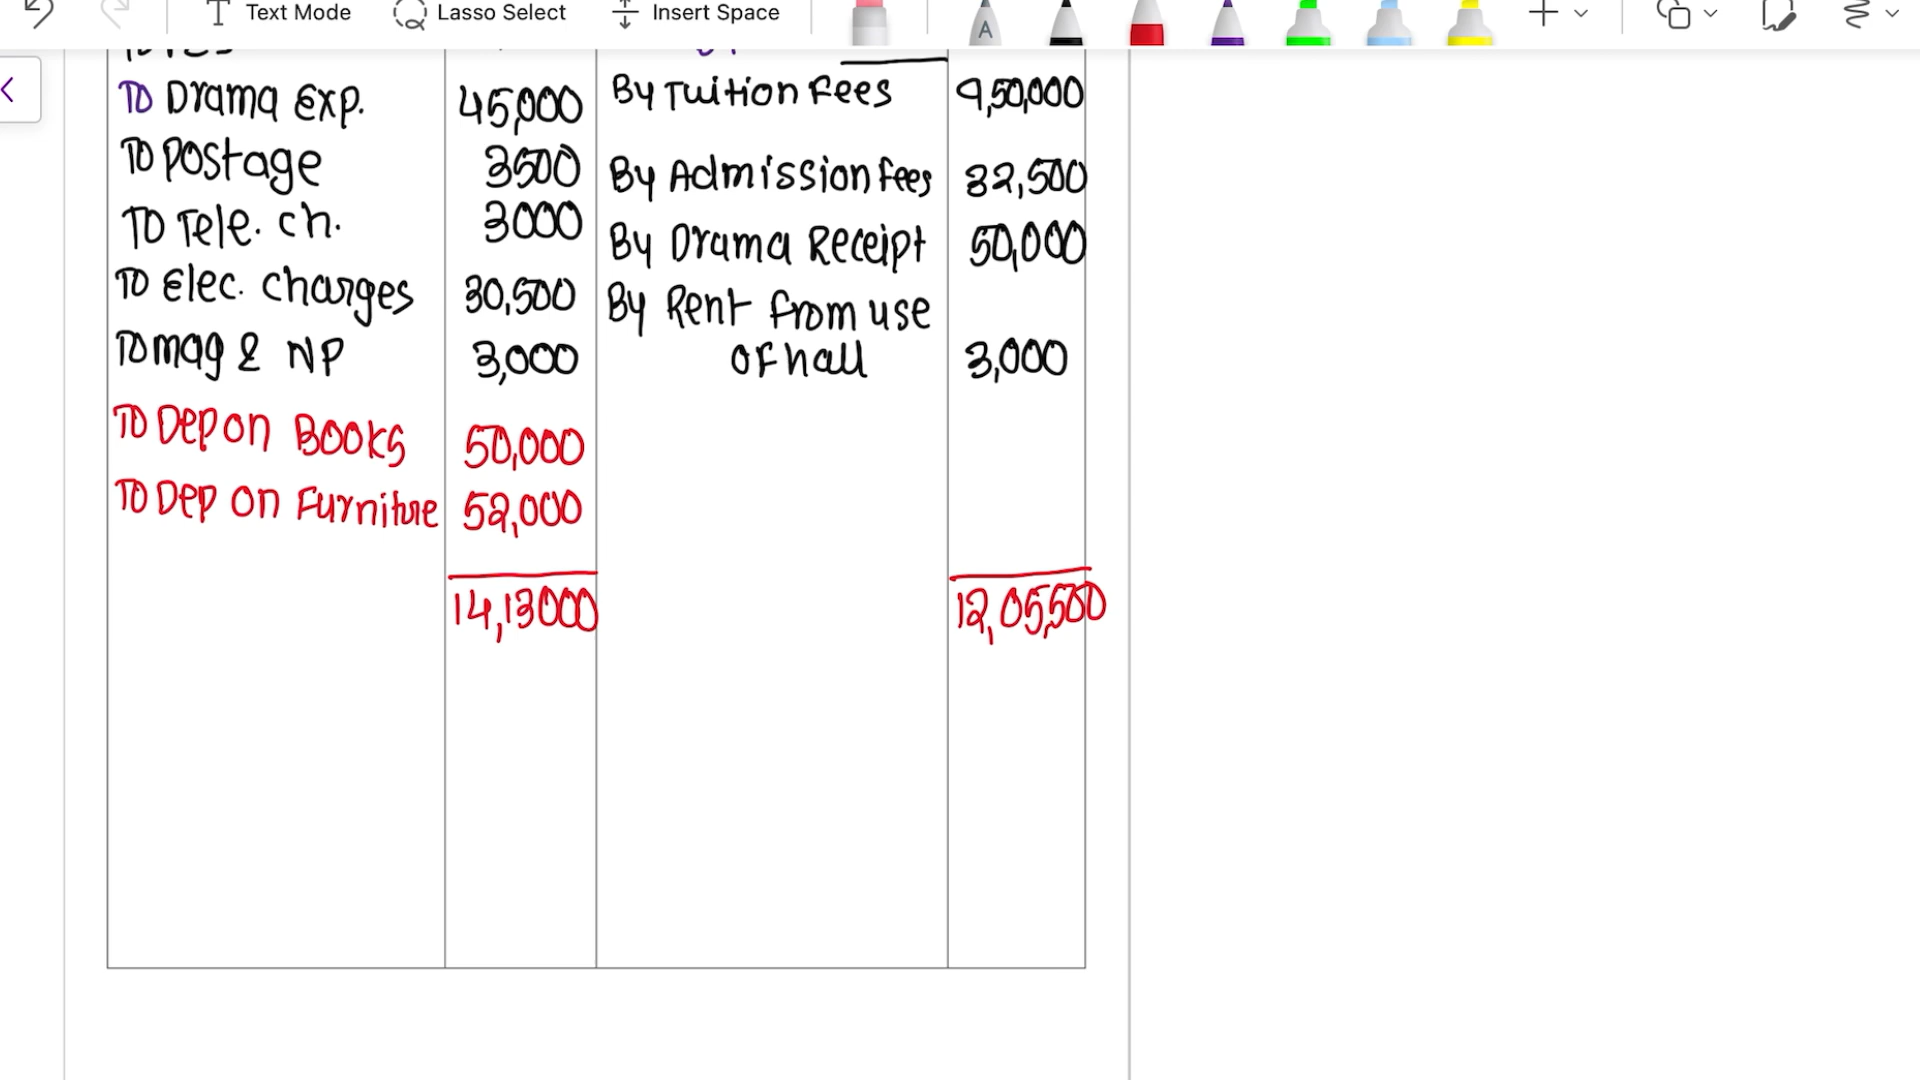 Text Mode Lasso Select Insert Space
A
To Drama Exp. 45,000 By Tuition Fees 9,50,000
To Postage 3500 By Admission Fees 32,500
To Tele. ch. 3000 By Drama Receipt 50,000
To Elec. Charges 30,500 By Rent from use
To mag & NP 3,000 of hall 3,000
To Dep on Books 50,000
To Dep on Furniture 52,000
14,13000 12,05,500